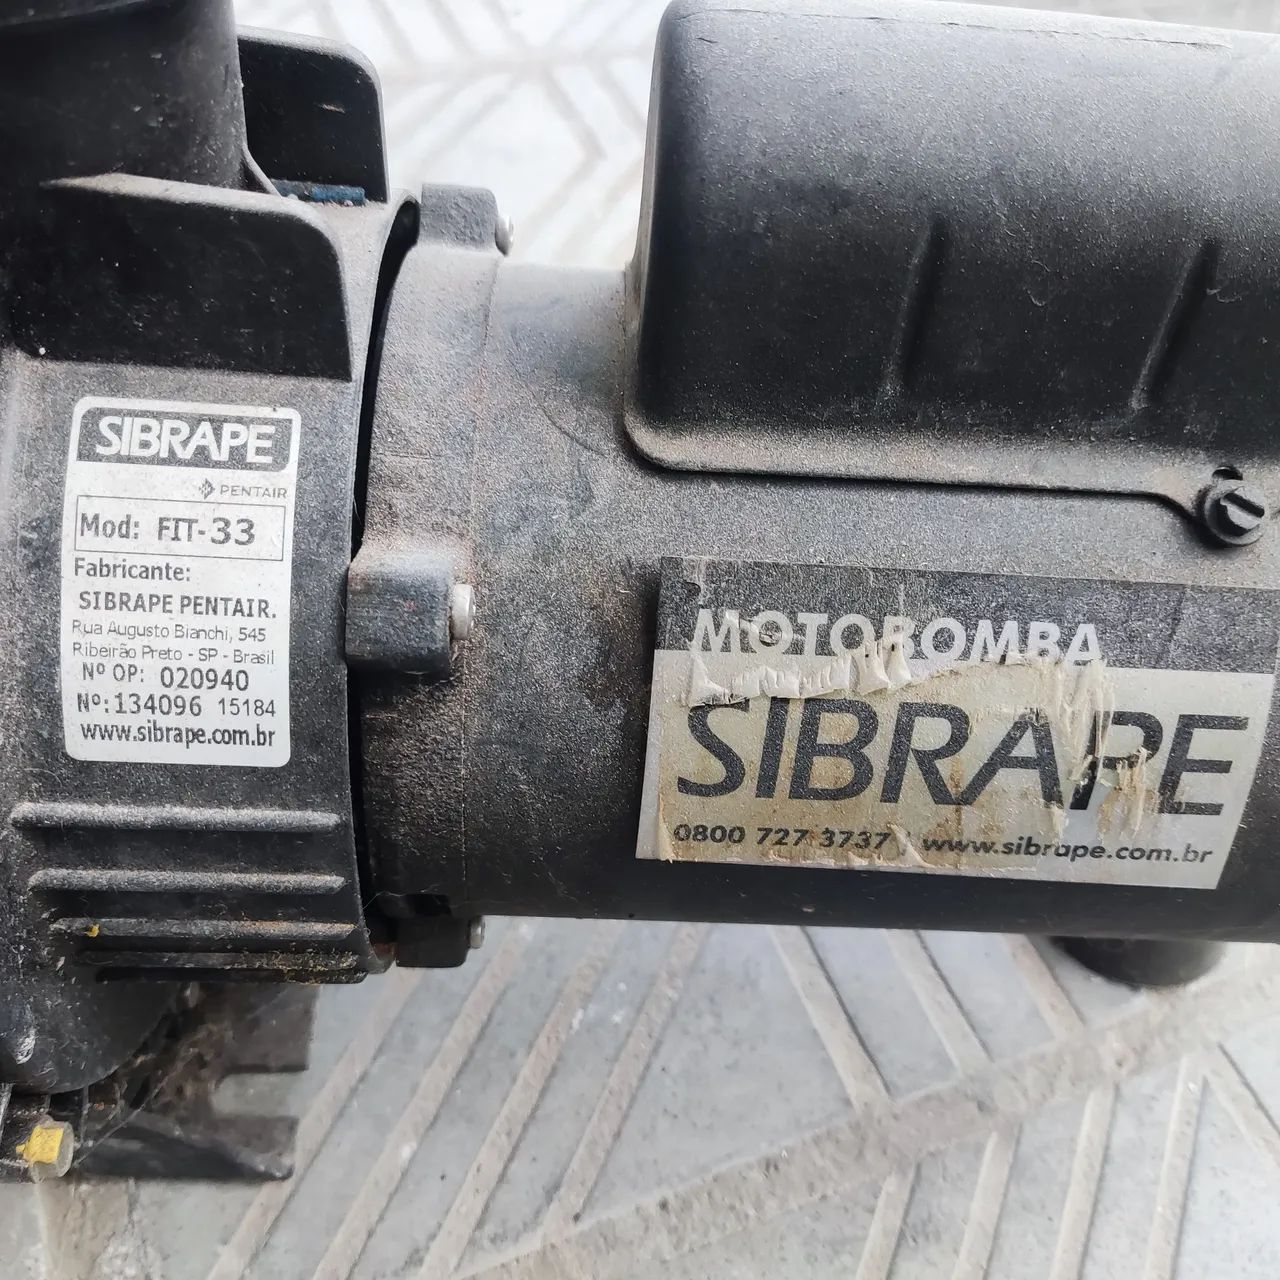 SIBRAPE
PENTAIR
Mod: FIT-33
Fabricante:
SIBRAPE PENTAIR.
Rua Augusto Bianchi, 545
Ribeirão Preto - SP - Brasil
Nº OP: 020940
Nº:134096 15184
www.sibrape.com.br
MOTOBOMBA
SIBRAPE
0800 727 3737 www.sibrape.com.br